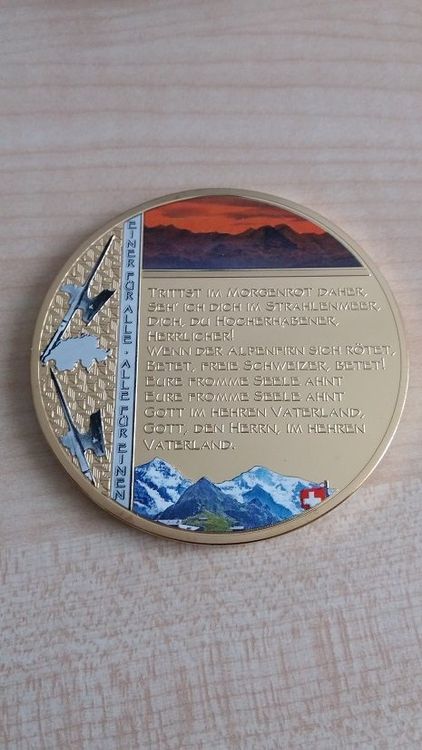 EINER FÜR ALLE · ALLE FÜR EINEN
TRITTST IM MORGENROT DAHER,
SEH' ICH DICH IM STRAHLENMEER,
DICH, DU HOCHERHABENER,
HERRLICHER!
WENN DER ALPENFIRN SICH RÖTET,
BETET, FREIE SCHWEIZER, BETET!
EURE FROMME SEELE AHNT
EURE FROMME SEELE AHNT
GOTT IM HEHREN VATERLAND,
GOTT, DEN HERRN, IM HEHREN
VATERLAND.